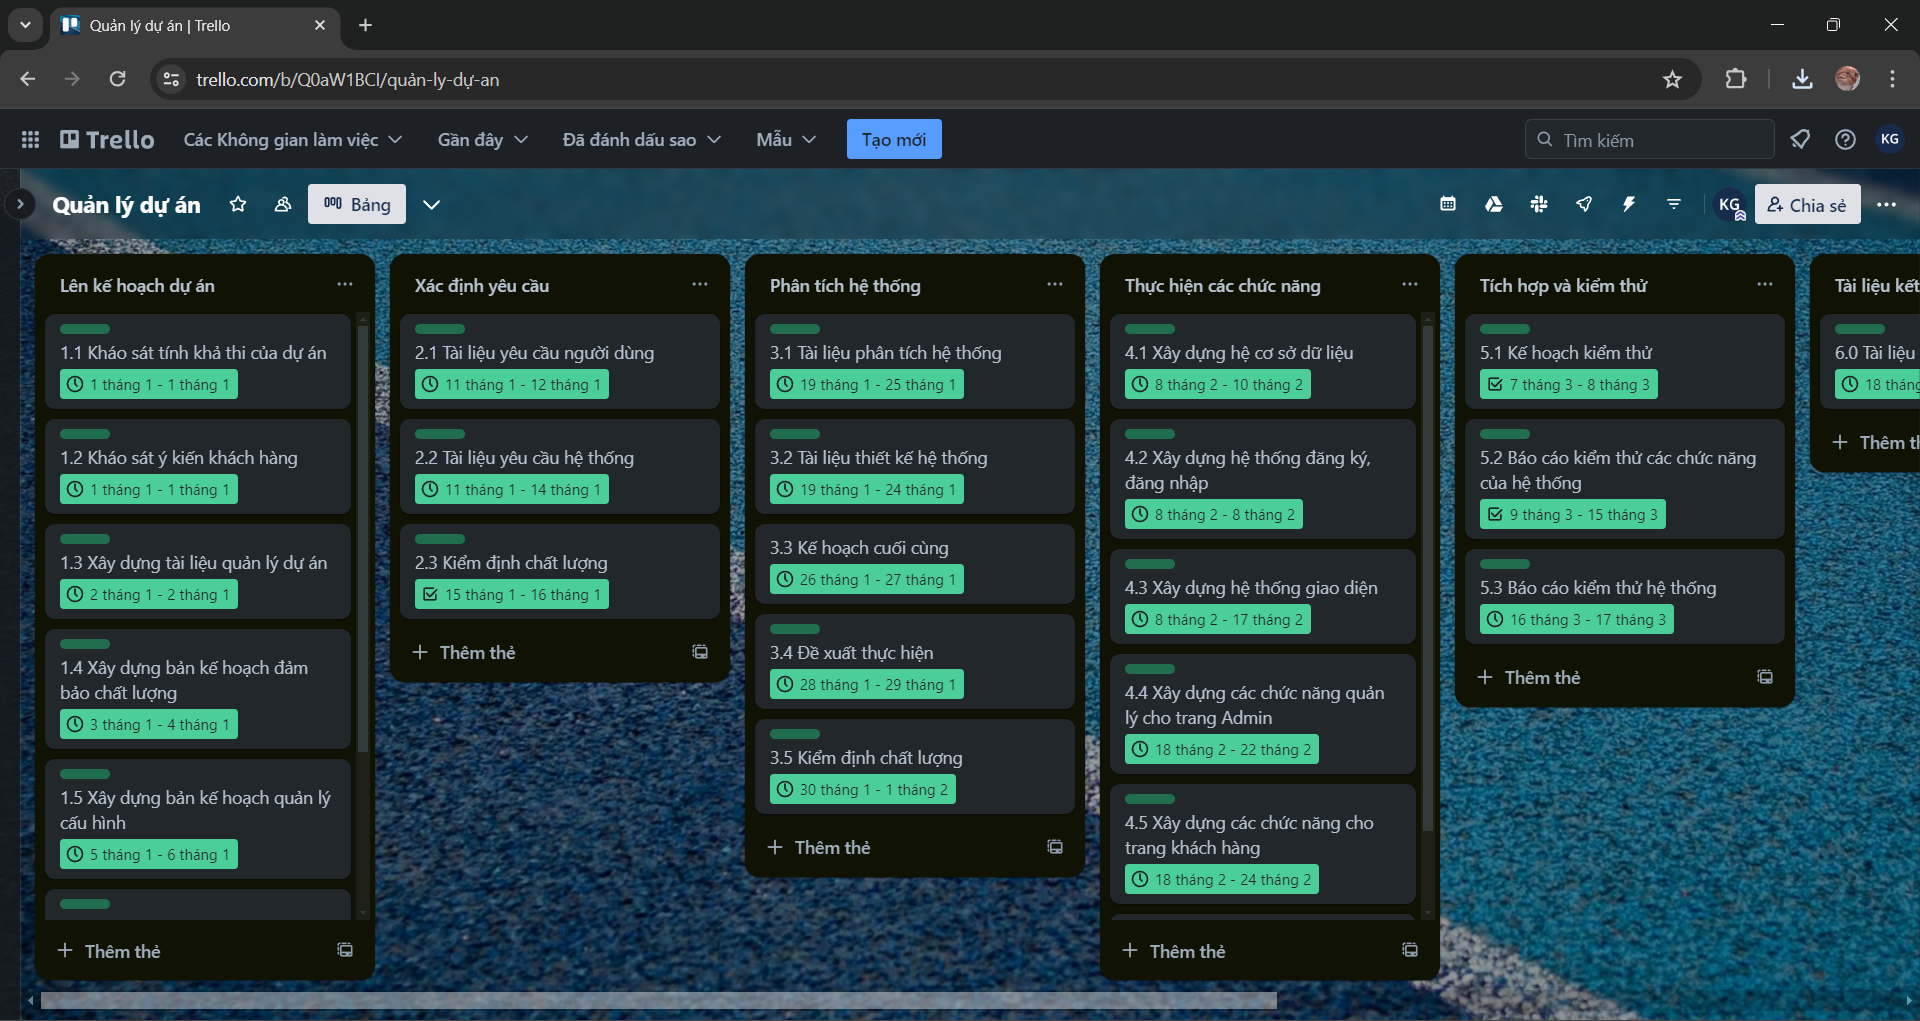 Quản lý dự án | Trello
trello.com/b/Q0aW1BCl/quản-ly-dự-an
Trello
Các Không gian làm việc
Gần đây
Đã đánh dấu sao
Mẫu
Tạo mới
Tìm kiếm
KG
Quản lý dự án
Bảng
KG
Chia sẻ
Lên kế hoạch dự án
1.1 Kháo sát tính khả thi của dự án
1 tháng 1 - 1 tháng 1
1.2 Kháo sát ý kiến khách hàng
1 tháng 1 - 1 tháng 1
1.3 Xây dựng tài liệu quản lý dự án
2 tháng 1 - 2 tháng 1
1.4 Xây dựng bản kế hoạch đảm
bảo chất lượng
3 tháng 1 - 4 tháng 1
1.5 Xây dựng bản kế hoạch quản lý
cấu hình
5 tháng 1 - 6 tháng 1
Thêm thẻ
Xác định yêu cầu
2.1 Tài liệu yêu cầu người dùng
11 tháng 1 - 12 tháng 1
2.2 Tài liệu yêu cầu hệ thống
11 tháng 1 - 14 tháng 1
2.3 Kiểm định chất lượng
15 tháng 1 - 16 tháng 1
Thêm thẻ
Phân tích hệ thống
3.1 Tài liệu phân tích hệ thống
19 tháng 1 - 25 tháng 1
3.2 Tài liệu thiết kế hệ thống
19 tháng 1 - 24 tháng 1
3.3 Kế hoạch cuối cùng
26 tháng 1 - 27 tháng 1
3.4 Đề xuất thực hiện
28 tháng 1 - 29 tháng 1
3.5 Kiểm định chất lượng
30 tháng 1 - 1 tháng 2
Thêm thẻ
Thực hiện các chức năng
4.1 Xây dựng hệ cơ sở dữ liệu
8 tháng 2 - 10 tháng 2
4.2 Xây dựng hệ thống đăng ký,
đăng nhập
8 tháng 2 - 8 tháng 2
4.3 Xây dựng hệ thống giao diện
8 tháng 2 - 17 tháng 2
4.4 Xây dựng các chức năng quản
lý cho trang Admin
18 tháng 2 - 22 tháng 2
4.5 Xây dựng các chức năng cho
trang khách hàng
18 tháng 2 - 24 tháng 2
Thêm thẻ
Tích hợp và kiểm thử
5.1 Kế hoạch kiểm thử
7 tháng 3 - 8 tháng 3
5.2 Báo cáo kiểm thử các chức năng
của hệ thống
9 tháng 3 - 15 tháng 3
5.3 Báo cáo kiểm thử hệ thống
16 tháng 3 - 17 tháng 3
Thêm thẻ
Tài liệu kết
6.0 Tài liệu
18 tháng
Thêm